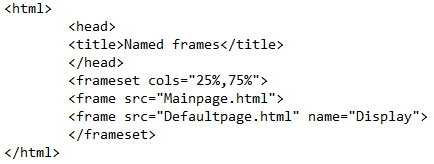 <html>
<head>
<title>Named frames</title>
</head>
<frameset cols="25%,75%">
<frame src="Mainpage.html">
<frame src="Defaultpage.html" name="Display">
</frameset>
</html>